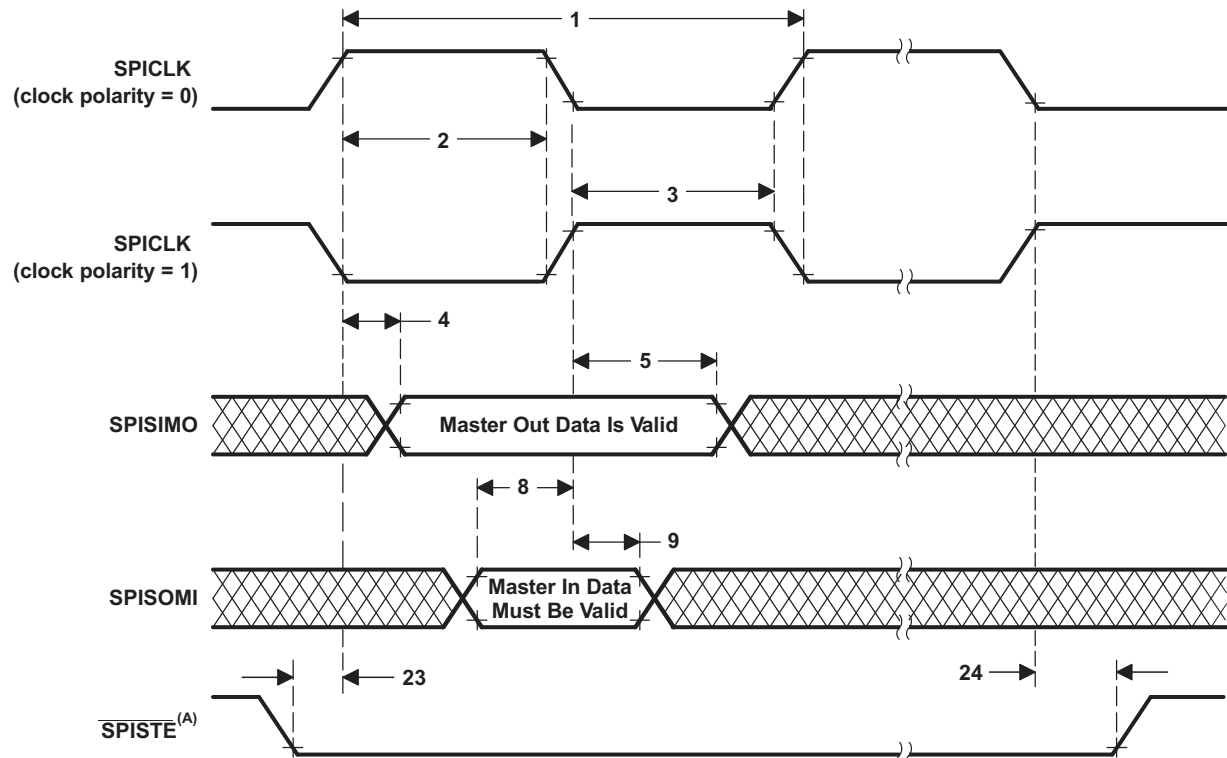 1
SPICLK
(clock polarity = 0)
2
3
SPICLK
(clock polarity = 1)
4
5
SPISIMO
Master Out Data Is Valid
8
9
SPISOMI
Master In Data
Must Be Valid
23
24
SPISTE(A)